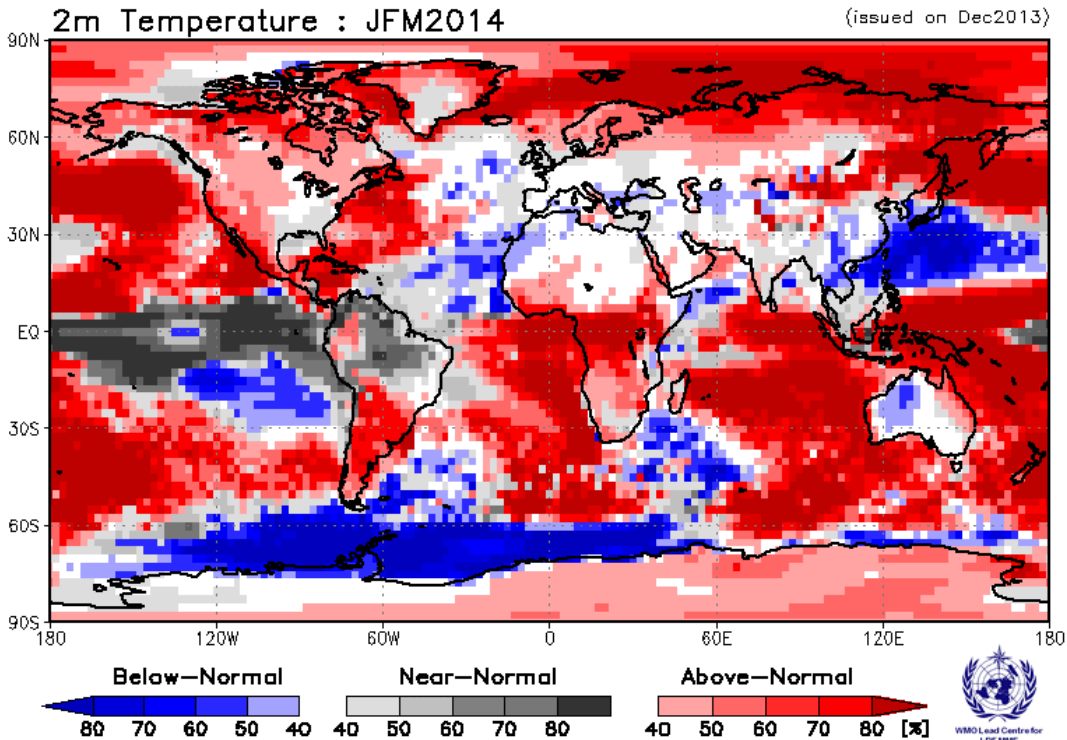 2m Temperature : JFM2014
(issued on Dec2013)
90N
60N
30N
EQ
30S
60S
90S
180 120W 60W 0 60E 120E 180
Below-Normal Near-Normal Above-Normal
80 70 60 50 40 40 50 60 70 80 40 50 60 70 80 [%]
WMO Lead Centre for